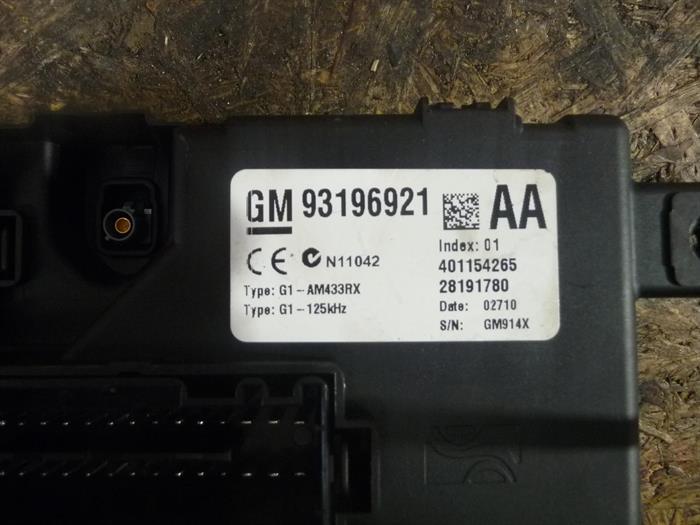 GM 93196921 AA
Index: 01
CE N11042 401154265
Type: G1-AM433RX 28191780
Type: G1-125kHz Date: 02710
S/N: GM914X